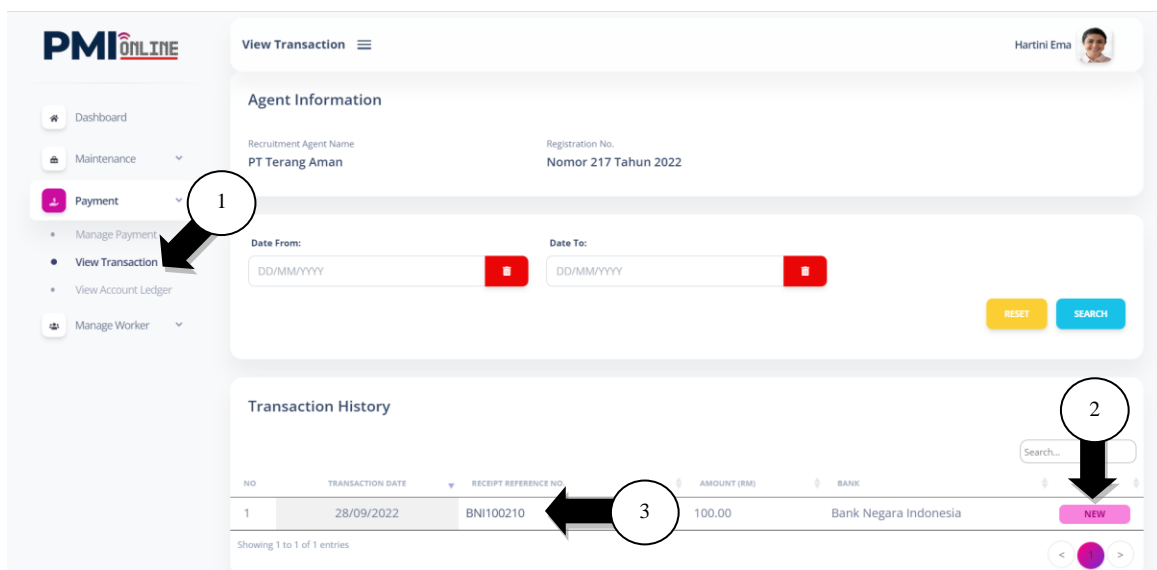 PMI ONLINE
View Transaction
Hartini Ema
Dashboard
Maintenance
Payment
Manage Payment
View Transaction
View Account Ledger
Manage Worker
1
Agent Information
Recruitment Agent Name
Registration No.
PT Terang Aman
Nomor 217 Tahun 2022
Date From:
Date To:
DD/MM/YYYY
DD/MM/YYYY
RESET
SEARCH
Transaction History
2
Search...
NO TRANSACTION DATE RECEIPT REFERENCE NO. AMOUNT (RM) BANK
1 28/09/2022 BNI100210 100.00 Bank Negara Indonesia NEW
3
Showing 1 to 1 of 1 entries
< 1 >